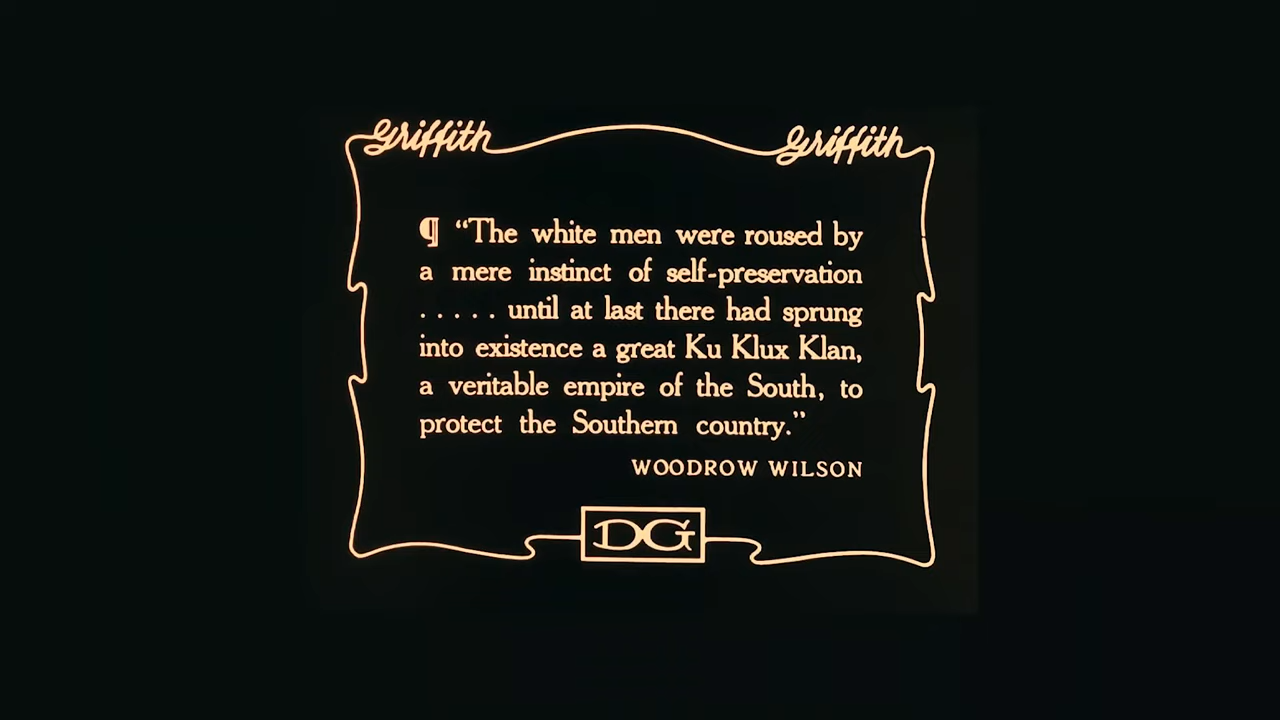 Griffith Griffith
¶ “The white men were roused by
a mere instinct of self-preservation
. . . . . until at last there had sprung
into existence a great Ku Klux Klan,
a veritable empire of the South, to
protect the Southern country.”
WOODROW WILSON
DG